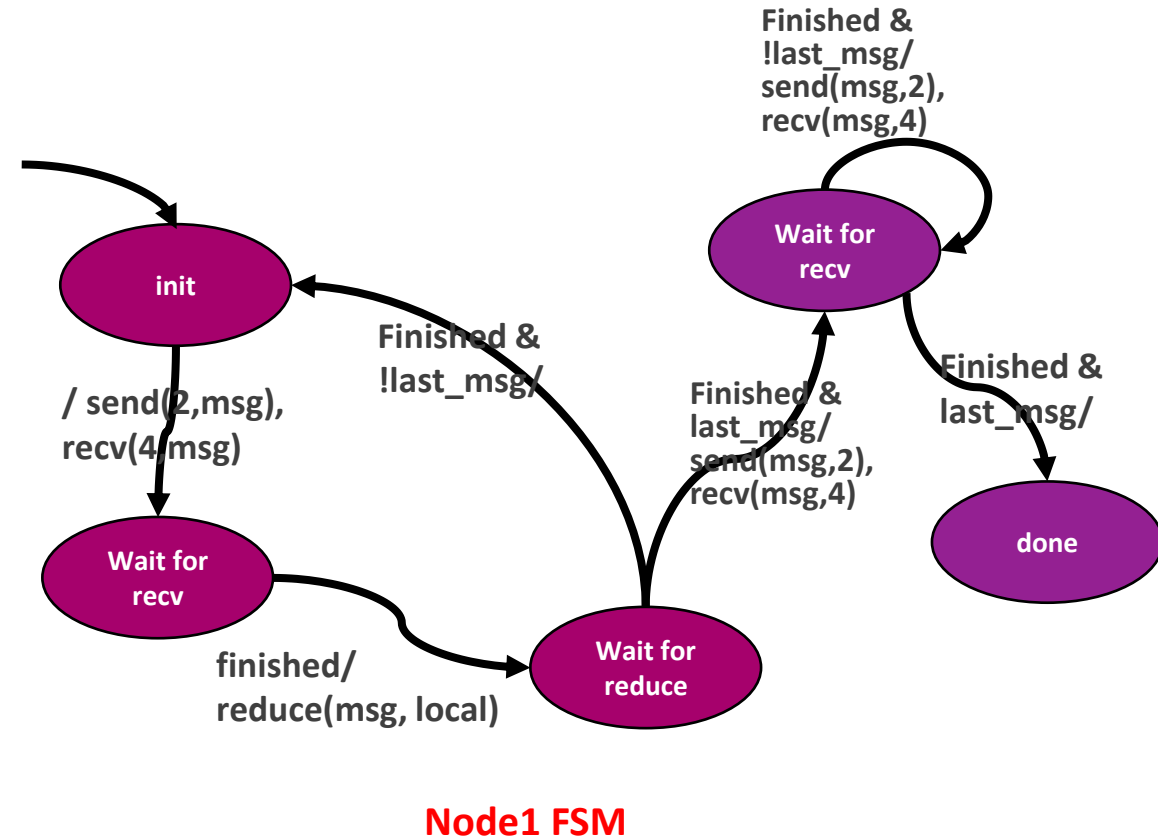 Finished &
!last_msg/
send(msg,2),
recv(msg,4)
Wait for
recv
init
Finished &
!last_msg/
Finished &
last_msg/
/ send(2,msg),
recv(4,msg)
Finished &
last_msg/
send(msg,2),
recv(msg,4)
Wait for
recv
done
finished/
reduce(msg, local)
Wait for
reduce
Node1 FSM